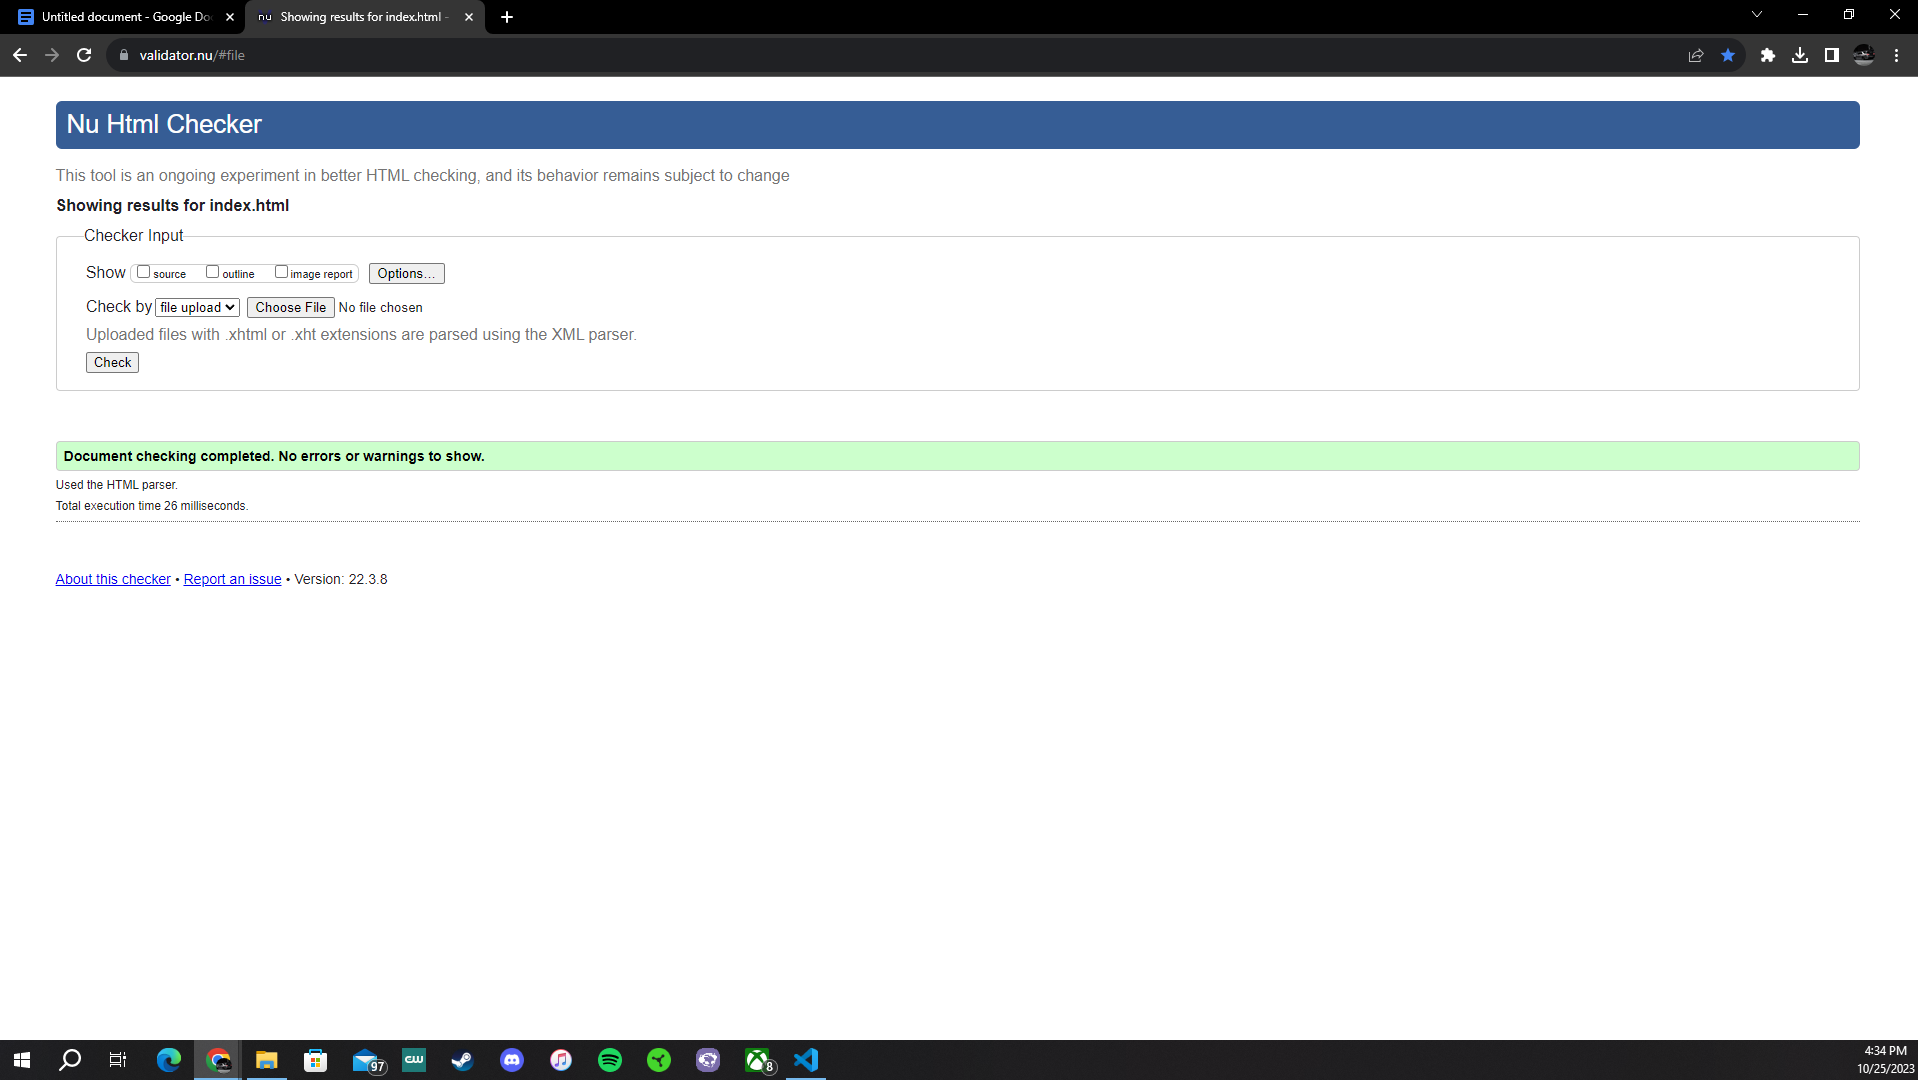 Untitled document - Google Do
nu Showing results for index.html -
validator.nu/#file
Nu Html Checker
This tool is an ongoing experiment in better HTML checking, and its behavior remains subject to change
Showing results for index.html
Checker Input
Show source outline image report Options...
Check by file upload Choose File No file chosen
Uploaded files with .xhtml or .xht extensions are parsed using the XML parser.
Check
Document checking completed. No errors or warnings to show.
Used the HTML parser.
Total execution time 26 milliseconds.
About this checker • Report an issue • Version: 22.3.8
97 CW 8
4:34 PM
10/25/2023